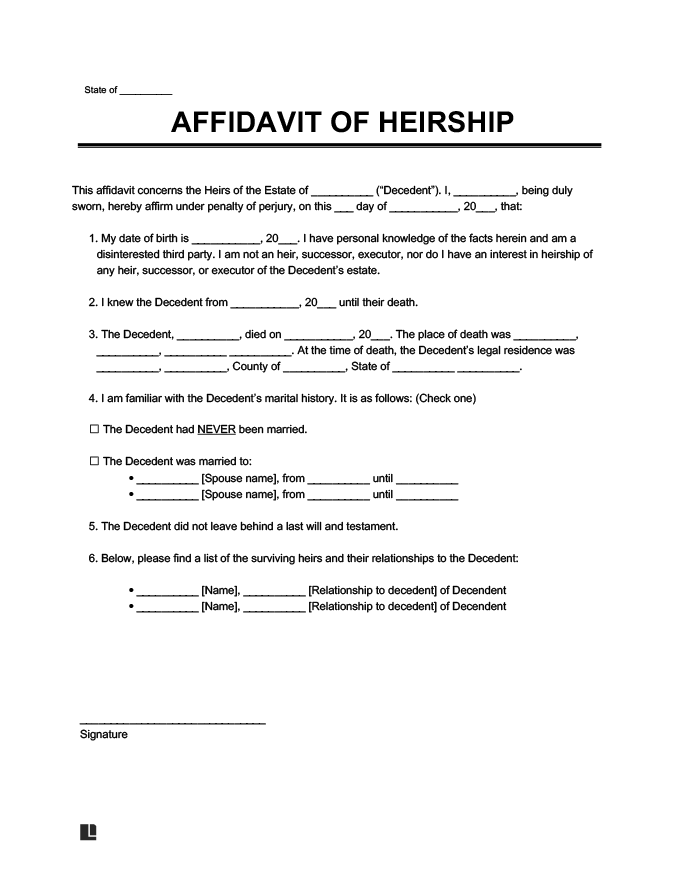 State of __________
AFFIDAVIT OF HEIRSHIP
This affidavit concerns the Heirs of the Estate of __________ (“Decedent”). I, __________, being duly
sworn, hereby affirm under penalty of perjury, on this ___ day of ___________, 20___, that:
1. My date of birth is ___________, 20___. I have personal knowledge of the facts herein and am a
disinterested third party. I am not an heir, successor, executor, nor do I have an interest in heirship of
any heir, successor, or executor of the Decedent’s estate.
2. I knew the Decedent from ___________, 20___ until their death.
3. The Decedent, __________, died on ___________, 20___. The place of death was __________,
__________, __________ __________. At the time of death, the Decedent’s legal residence was
__________, __________, County of __________, State of __________ __________.
4. I am familiar with the Decedent’s marital history. It is as follows: (Check one)
☐ The Decedent had NEVER been married.
☐ The Decedent was married to:
• __________ [Spouse name], from __________ until __________
• __________ [Spouse name], from __________ until __________
5. The Decedent did not leave behind a last will and testament.
6. Below, please find a list of the surviving heirs and their relationships to the Decedent:
• __________ [Name], __________ [Relationship to decedent] of Decendent
• __________ [Name], __________ [Relationship to decedent] of Decendent
______________________________
Signature